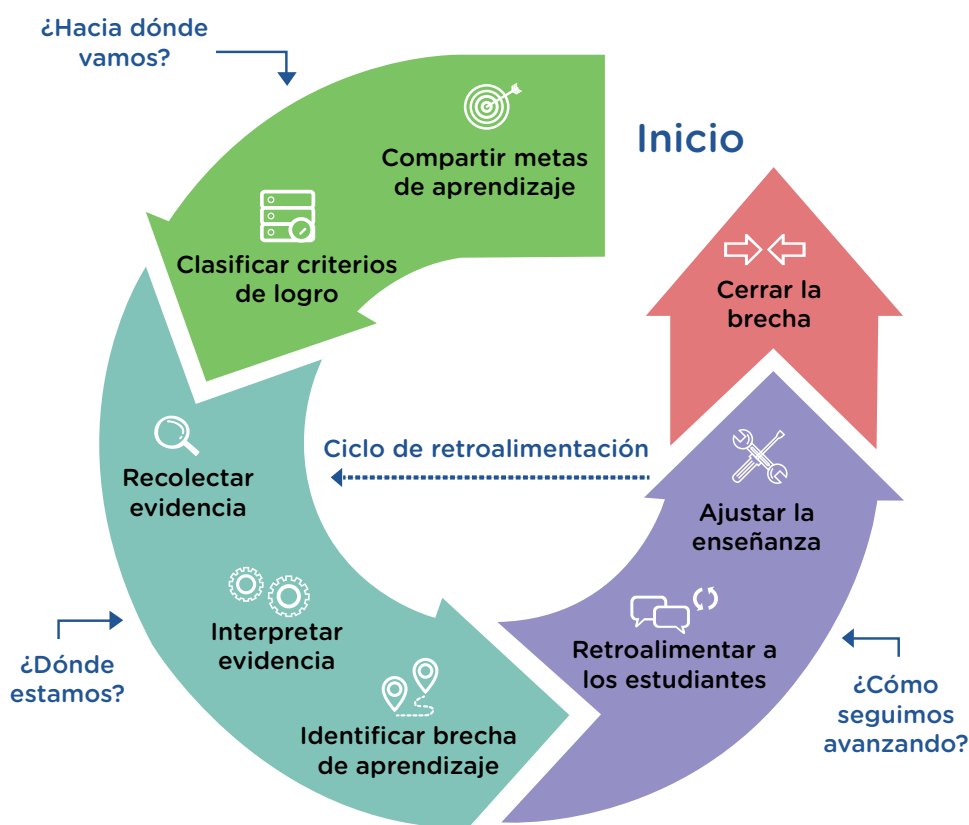 ¿Hacia dónde
vamos?
Inicio
Compartir metas
de aprendizaje
Clasificar criterios
de logro
Recolectar
evidencia
Interpretar
evidencia
Identificar brecha
de aprendizaje
¿Dónde
estamos?
Ciclo de retroalimentación
Retroalimentar a
los estudiantes
Ajustar la
enseñanza
¿Cómo
seguimos
avanzando?
Cerrar la
brecha